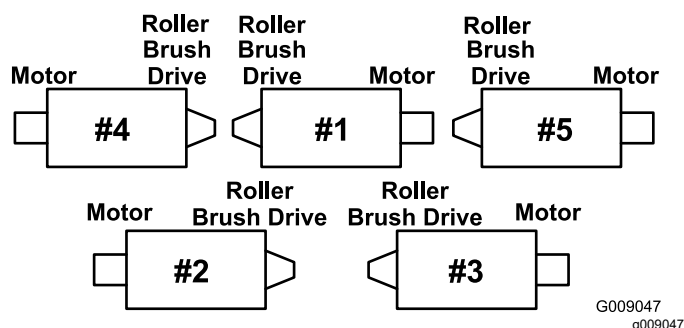 Roller
Brush
Drive
Roller
Brush
Drive
Roller
Brush
Drive
Motor
Motor
Motor
#4
#1
#5
Motor
Roller
Brush Drive
Roller
Brush Drive
Motor
#2
#3
G009047
g009047